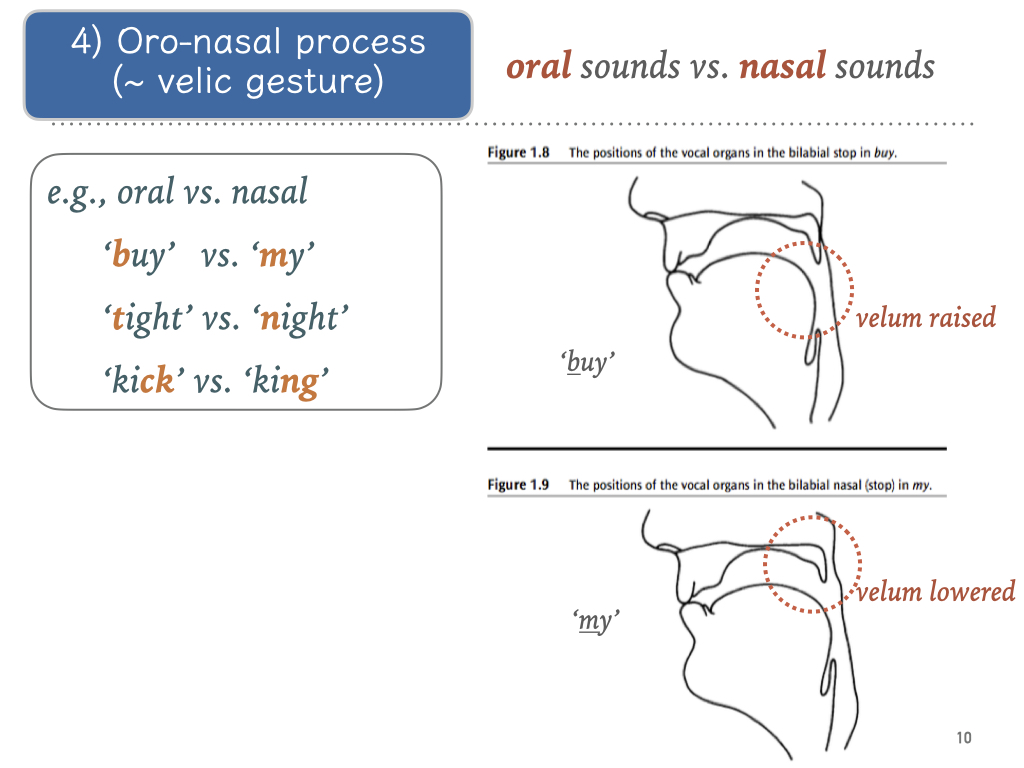 4) Oro-nasal process
(~ velic gesture)
oral sounds vs. nasal sounds
e.g., oral vs. nasal
‘buy’ vs. ‘my’
‘tight’ vs. ‘night’
‘kick’ vs. ‘king’
Figure 1.8 The positions of the vocal organs in the bilabial stop in buy.
velum raised
‘buy’
Figure 1.9 The positions of the vocal organs in the bilabial nasal (stop) in my.
velum lowered
‘my’
10